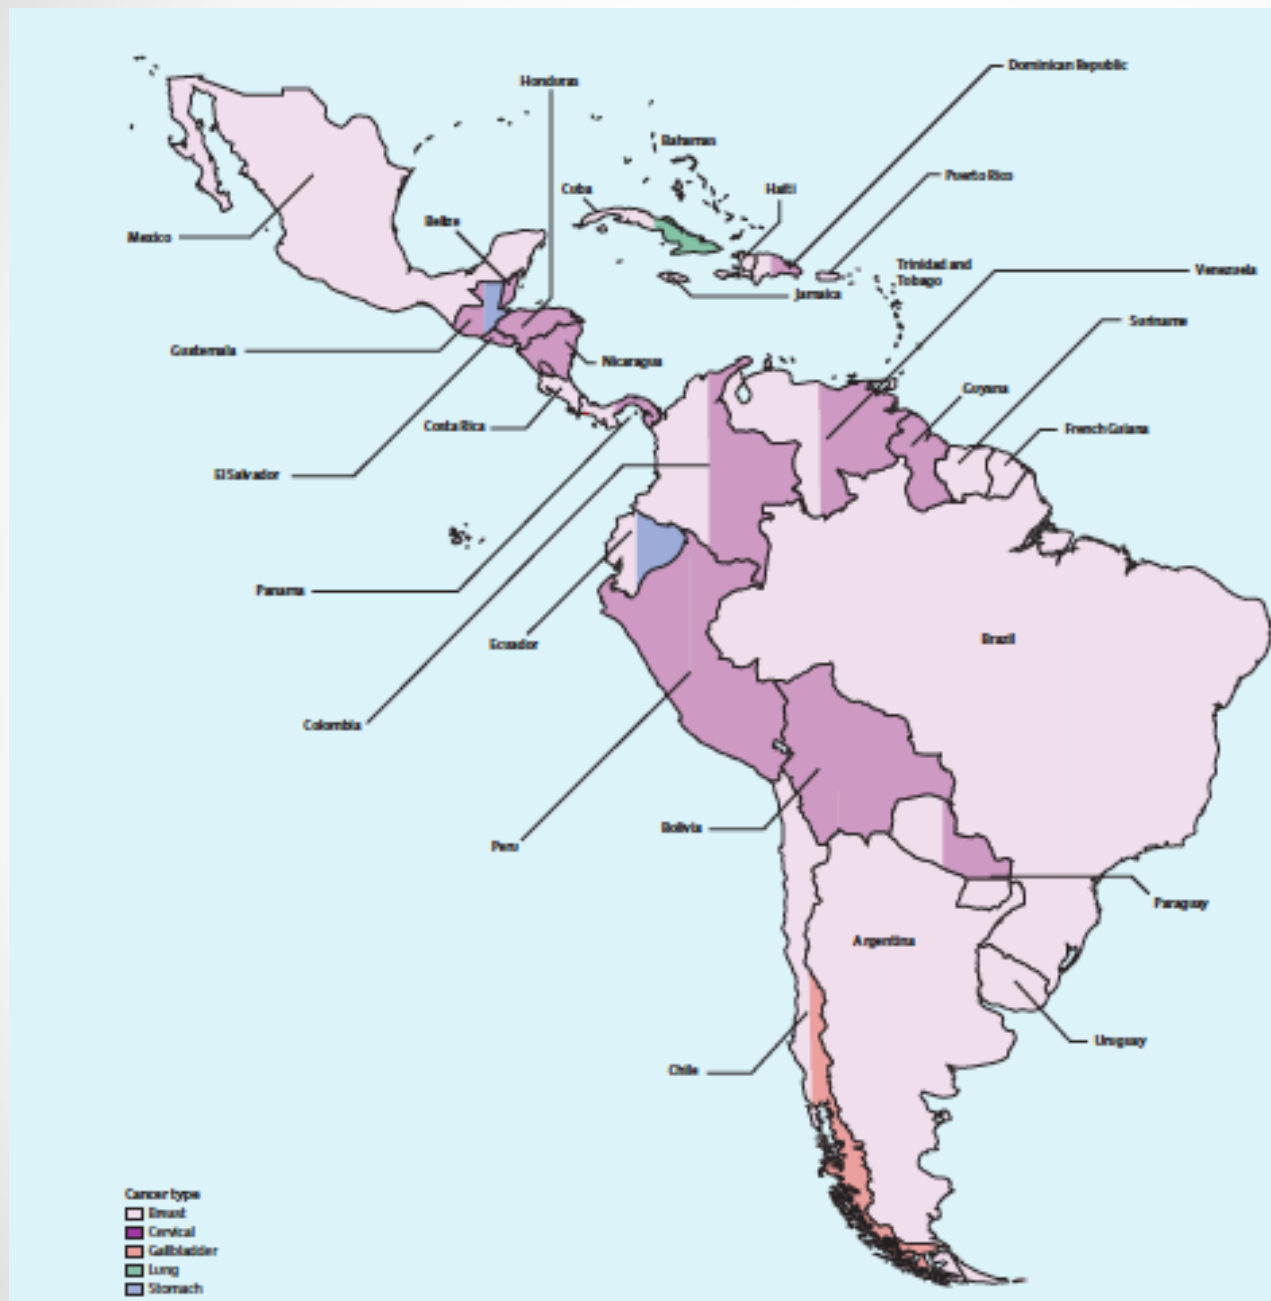 Dominican Republic
Honduras
Bahamas
Puerto Rico
Cuba
Haiti
Belize
Mexico
Trinidad and
Tobago
Venezuela
Jamaica
Suriname
Guatemala
Nicaragua
Guyana
Costa Rica
French Guiana
El Salvador
Panama
Ecuador
Brazil
Colombia
Bolivia
Peru
Paraguay
Argentina
Uruguay
Chile
Cancer type
Breast
Cervical
Gallbladder
Lung
Stomach